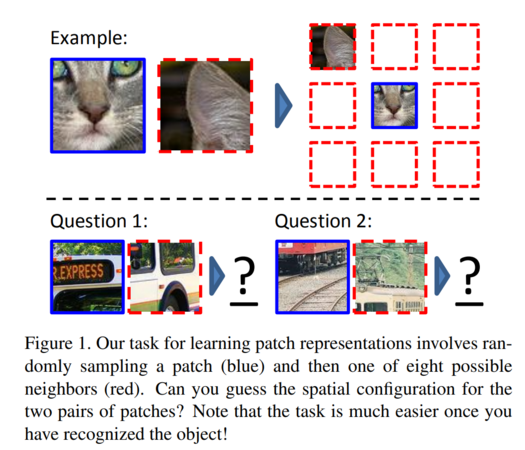 Example:
Question 1:
Question 2:
R.EXPRESS
?
?
Figure 1. Our task for learning patch representations involves ran-
domly sampling a patch (blue) and then one of eight possible
neighbors (red). Can you guess the spatial configuration for the
two pairs of patches? Note that the task is much easier once you
have recognized the object!